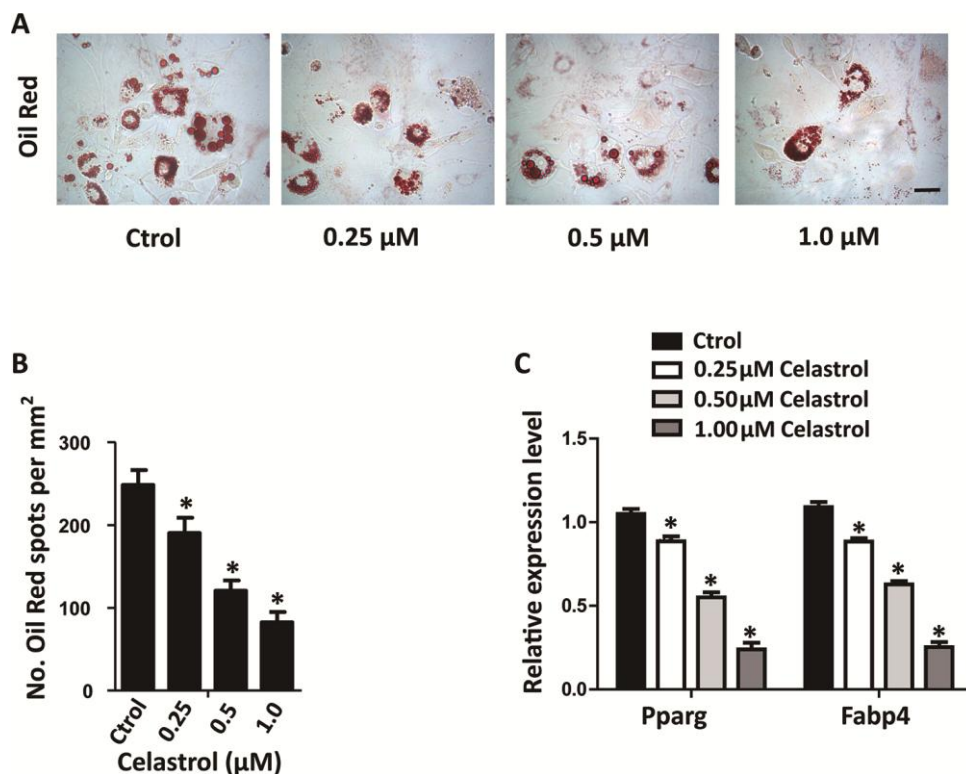 A
Oil Red
Ctrol
0.25 μM
0.5 μM
1.0 μM
B
No. Oil Red spots per mm²
300
200
100
0
*
*
*
Ctrol
0.25
0.5
1.0
Celastrol (μM)
C
Ctrol
0.25μM Celastrol
0.50μM Celastrol
1.00μM Celastrol
Relative expression level
1.5
1.0
0.5
0.0
*
*
*
*
*
*
Pparg
Fabp4